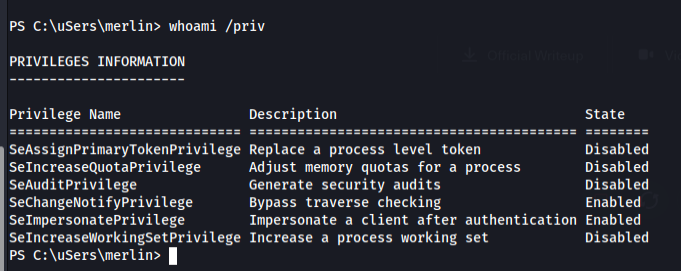 PS C:\uSers\merlin> whoami /priv
PRIVILEGES INFORMATION
----------------------
Official Writeup
Privilege Name                Description                               State
============================= ========================================= ========
SeAssignPrimaryTokenPrivilege Replace a process level token             Disabled
SeIncreaseQuotaPrivilege      Adjust memory quotas for a process        Disabled
SeAuditPrivilege              Generate security audits                  Disabled
SeChangeNotifyPrivilege       Bypass traverse checking                  Enabled
SeImpersonatePrivilege        Impersonate a client after authentication Enabled
SeIncreaseWorkingSetPrivilege Increase a process working set            Disabled
PS C:\uSers\merlin>